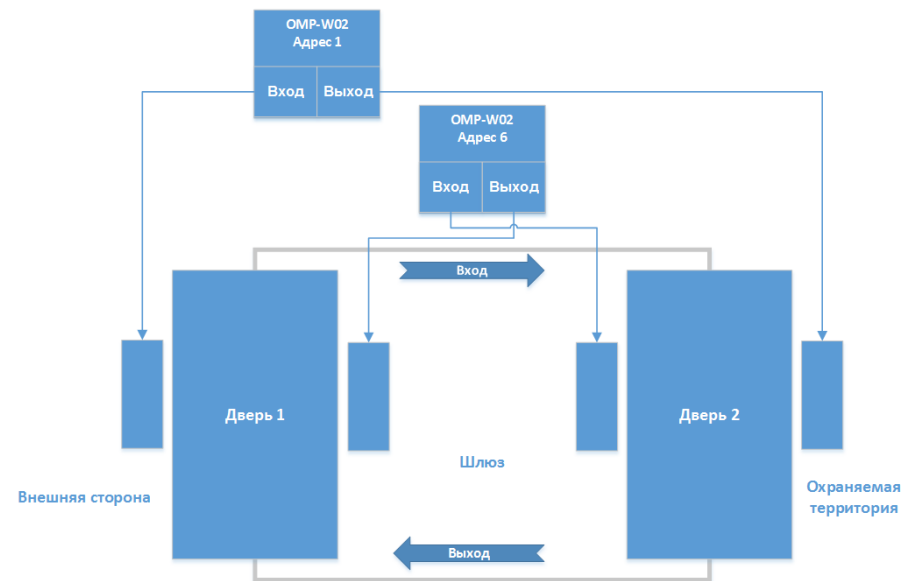 OMP-W02
Адрес 1
Вход Выход
OMP-W02
Адрес 6
Вход Выход
Вход
Дверь 1
Дверь 2
Шлюз
Внешняя сторона
Охраняемая
территория
Выход